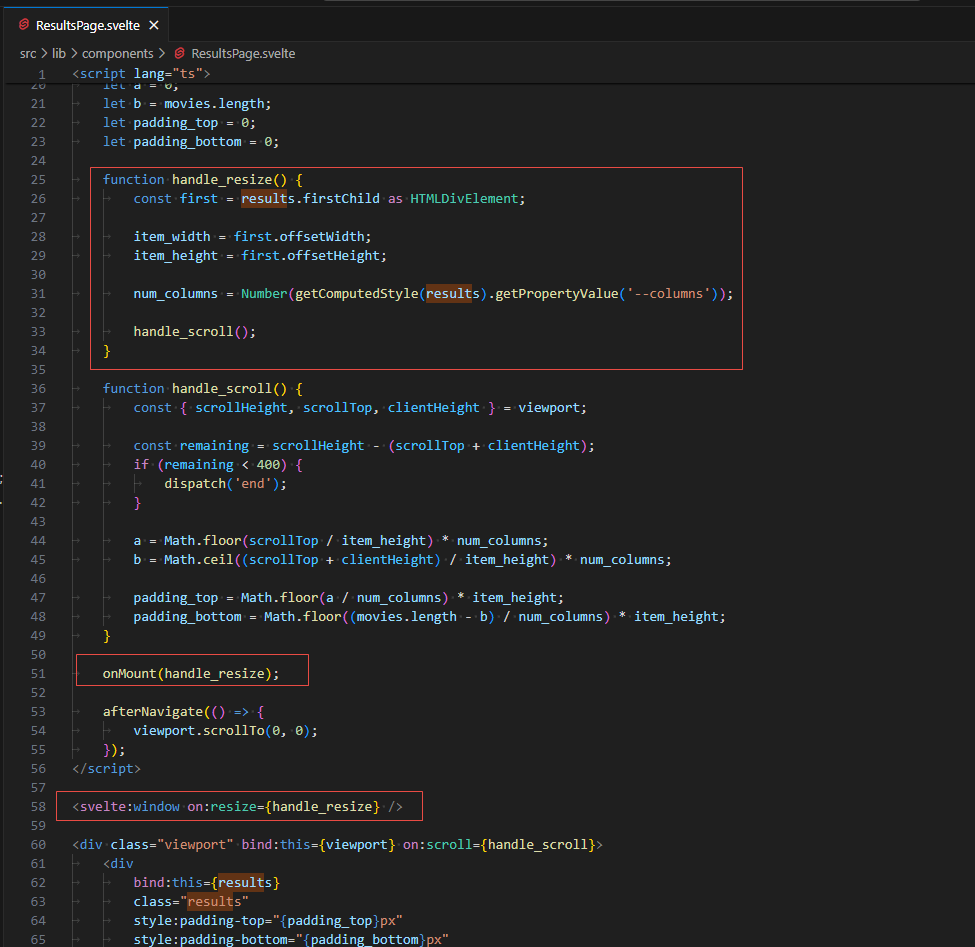 ResultsPage.svelte ×
src > lib > components > ResultsPage.svelte
1 <script lang="ts">
20 let a = 0;
21 let b = movies.length;
22 let padding_top = 0;
23 let padding_bottom = 0;
24
25 function handle_resize() {
26 const first = results.firstChild as HTMLDivElement;
27
28 item_width = first.offsetWidth;
29 item_height = first.offsetHeight;
30
31 num_columns = Number(getComputedStyle(results).getPropertyValue('--columns'));
32
33 handle_scroll();
34 }
35
36 function handle_scroll() {
37 const { scrollHeight, scrollTop, clientHeight } = viewport;
38
39 const remaining = scrollHeight - (scrollTop + clientHeight);
40 if (remaining < 400) {
41 dispatch('end');
42 }
43
44 a = Math.floor(scrollTop / item_height) * num_columns;
45 b = Math.ceil((scrollTop + clientHeight) / item_height) * num_columns;
46
47 padding_top = Math.floor(a / num_columns) * item_height;
48 padding_bottom = Math.floor((movies.length - b) / num_columns) * item_height;
49 }
50
51 onMount(handle_resize);
52
53 afterNavigate(() => {
54 viewport.scrollTo(0, 0);
55 });
56 </script>
57
58 <svelte:window on:resize={handle_resize} />
59
60 <div class="viewport" bind:this={viewport} on:scroll={handle_scroll}>
61 <div
62 bind:this={results}
63 class="results"
64 style:padding-top="{padding_top}px"
65 style:padding-bottom="{padding_bottom}px"